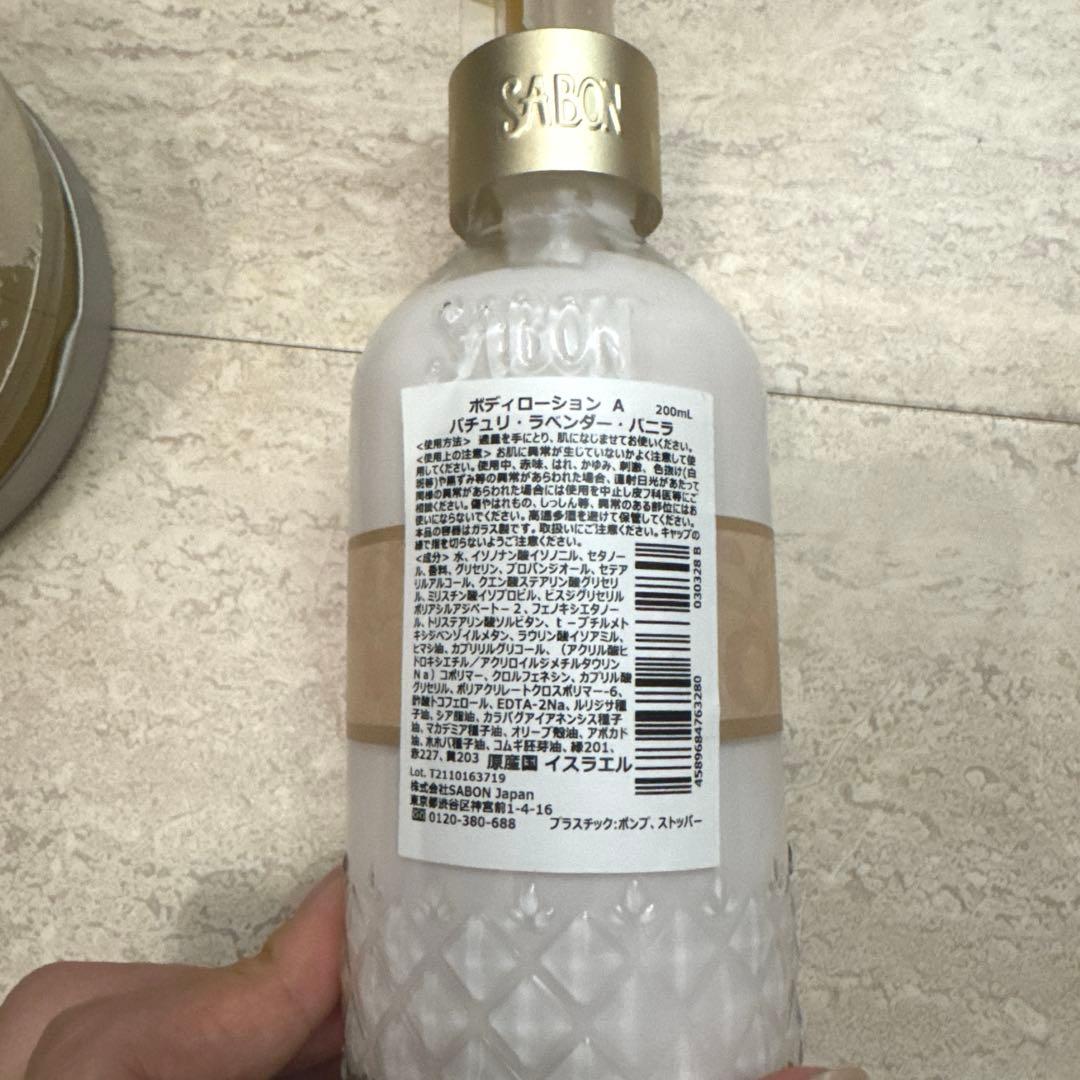 SABON
SABON
ボディローション A 200mL
パチュリ・ラベンダー・バニラ
<使用方法> 適量を手にとり、肌になじませてお使いください。
<使用上の注意> お肌に異常が生じていないかよく注意して使
用してください。使用中、赤味、はれ、かゆみ、刺激、色抜け(白
斑等)や黒ずみ等の異常があらわれた場合、直射日光があたって
同様の異常があらわれた場合には使用を中止し皮フ科医等にご
相談ください。傷やはれもの、しっしん等、異常のある部位にはお
使いにならないでください。高温多湿を避けて保管してください。
本品の容器はガラス製です。取扱いにご注意ください。キャップの
縁で指を切らないようご注意ください。
<成分> 水、イソノナン酸イソノニル、セタノー
ル、香料、グリセリン、プロパンジオール、セテア
リルアルコール、クエン酸ステアリン酸グリセリ
ル、ミリスチン酸イソプロピル、ビスジグリセリル
ポリアシルアジペート－2、フェノキシエタノー
ル、トリステアリン酸ソルビタン、t－ブチルメト
キシジベンゾイルメタン、ラウリン酸イソアミル、
ヒマシ油、カプリリルグリコール、（アクリル酸ヒ
ドロキシエチル／アクリロイルジメチルタウリン
Na）コポリマー、クロルフェネシン、カプリル酸
グリセリル、ポリアクリレートクロスポリマー-6、
酢酸トコフェロール、EDTA-2Na、ルリジサ種
子油、シア脂油、カラパグアイアネンシス種子
油、マカデミア種子油、オリーブ殻油、アボカド
油、ホホバ種子油、コムギ胚芽油、緑201、
赤227、黄203 原産国 イスラエル
030328 B
4589684763280
Lot. T2110163719
株式会社SABON Japan
東京都渋谷区神宮前1-4-16
0120-380-688 プラスチック:ポンプ、ストッパー